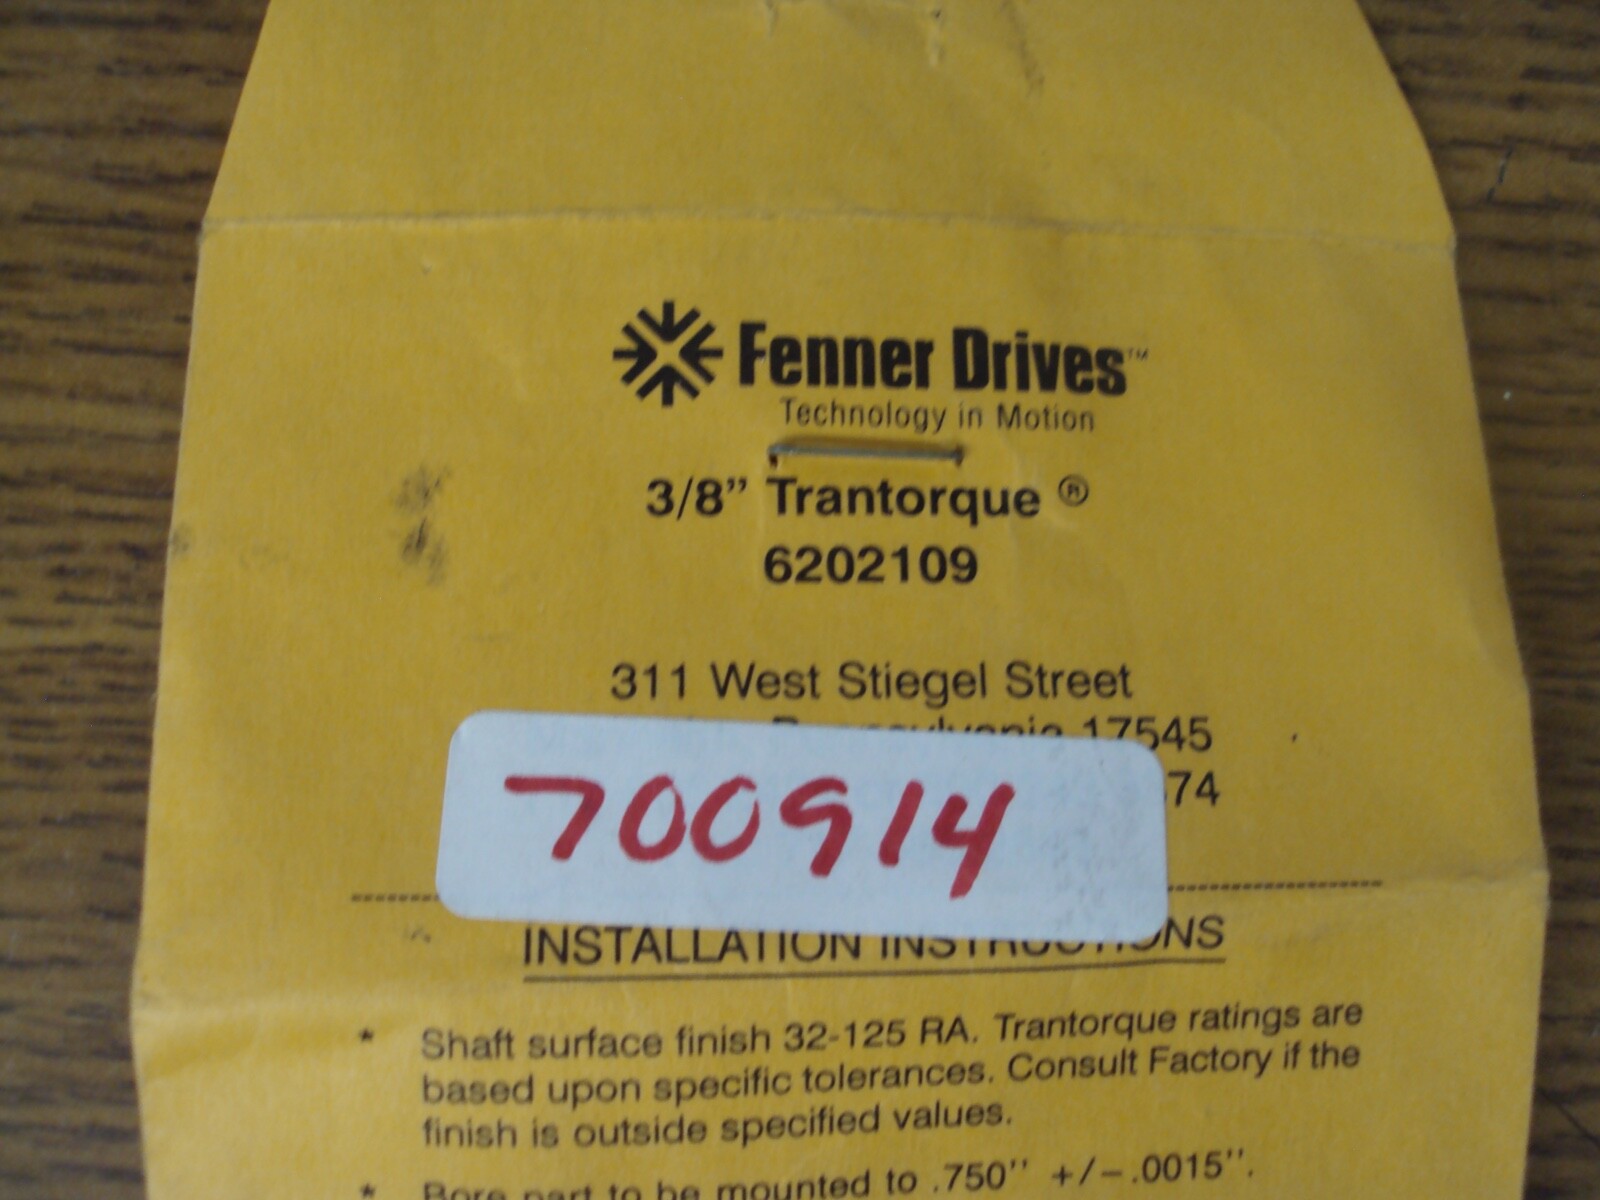 Fenner Drives™
Technology in Motion
3/8” Trantorque ®
6202109
311 West Stiegel Street
Pennsylvania 17545
74
700914
INSTALLATION INSTRUCTIONS
* Shaft surface finish 32-125 RA. Trantorque ratings are
based upon specific tolerances. Consult Factory if the
finish is outside specified values.
* Bore part to be mounted to .750’’ +/-.0015’’.